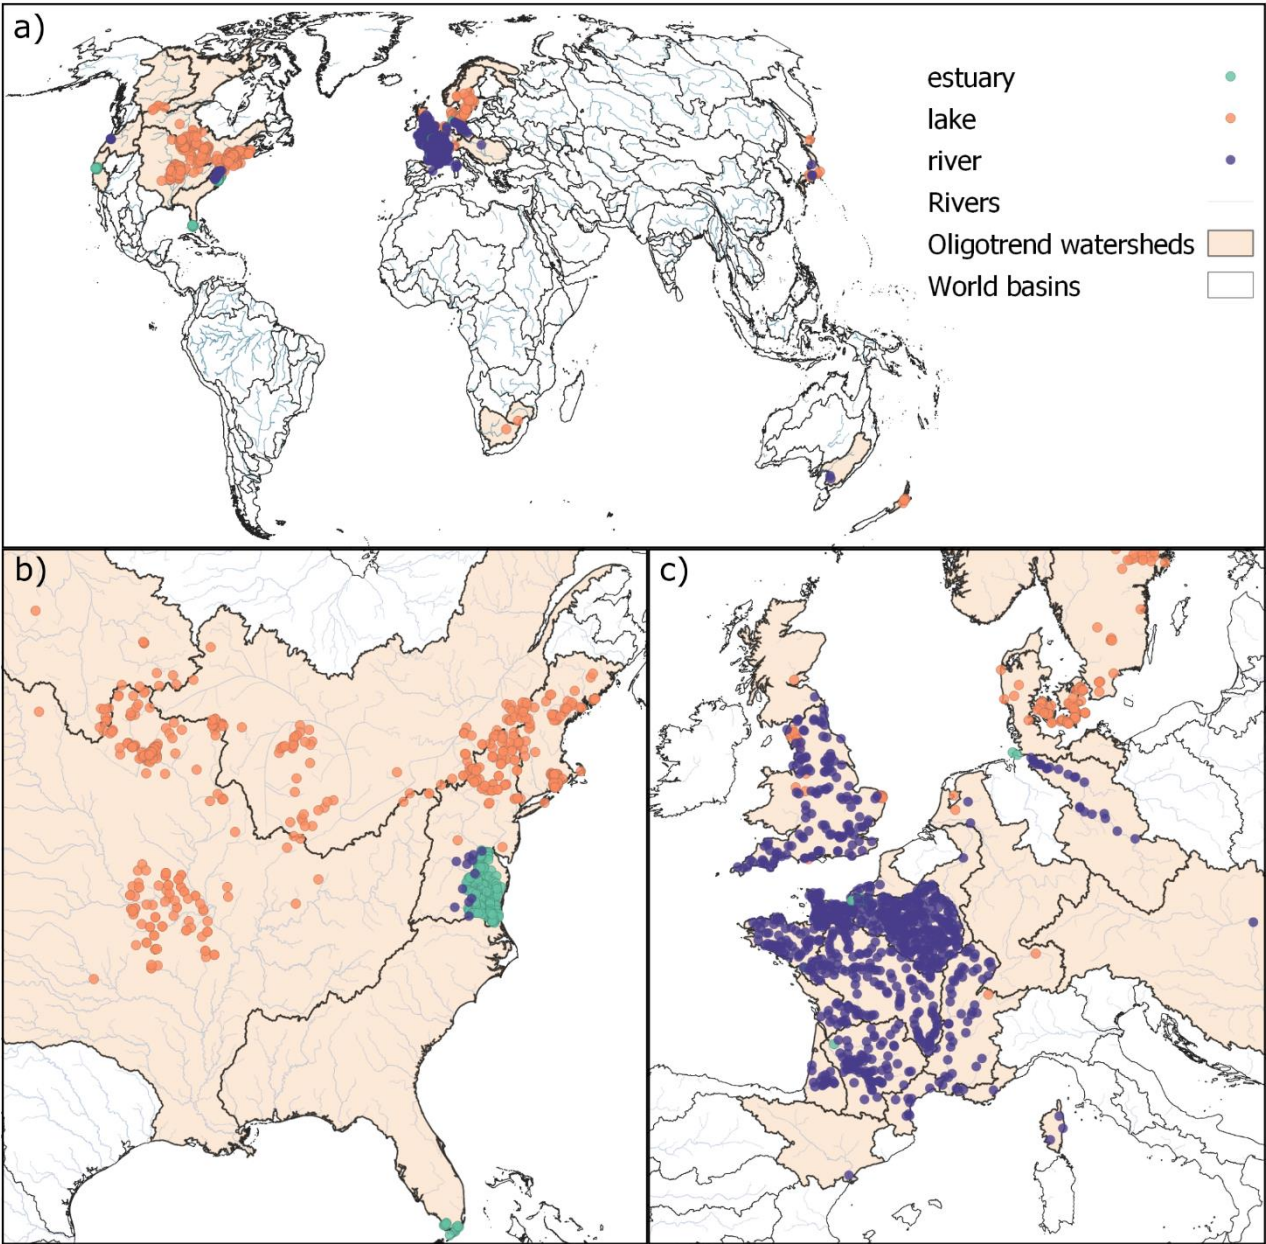 a)
estuary
lake
river
Rivers
Oligotrend watersheds
World basins
b)
c)